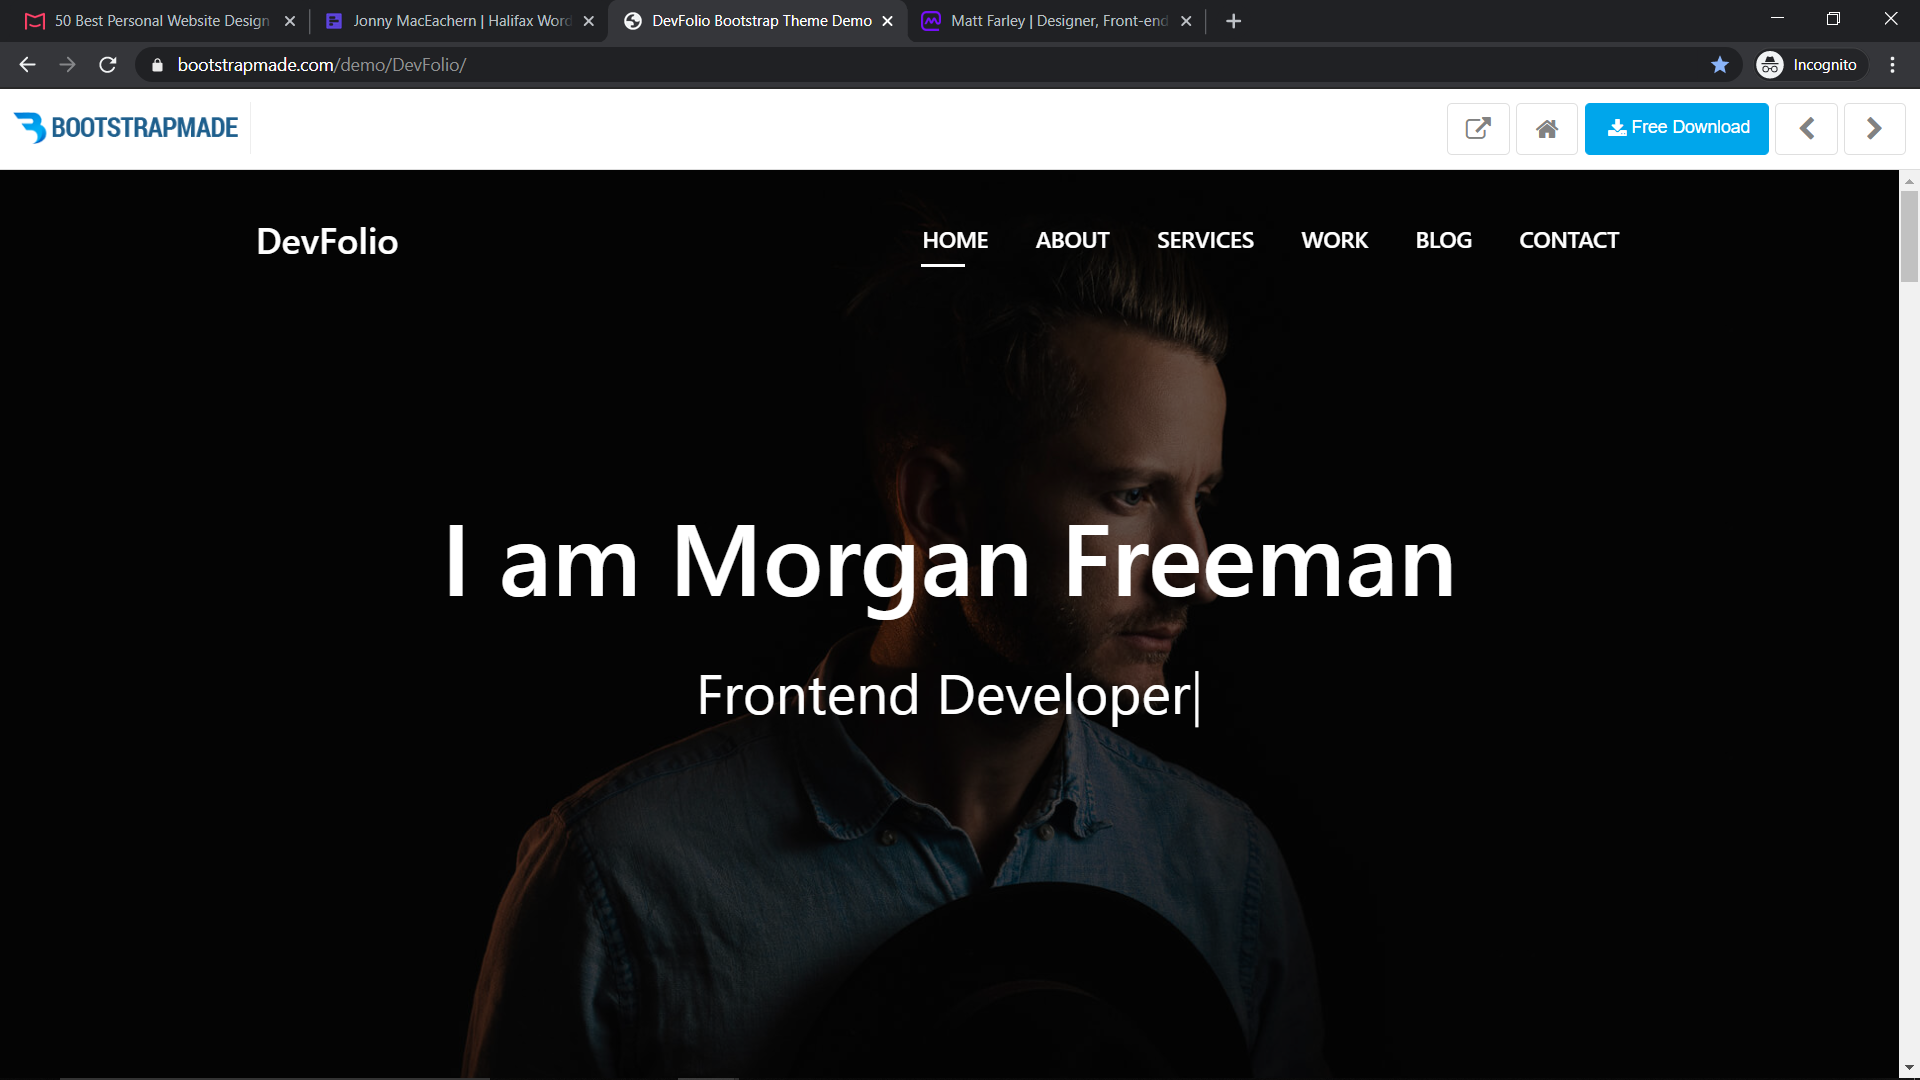 50 Best Personal Website Design
Jonny MacEachern | Halifax Word
DevFolio Bootstrap Theme Demo
Matt Farley | Designer, Front-end
bootstrapmade.com/demo/DevFolio/
Incognito
BOOTSTRAPMADE
Free Download
DevFolio
HOME ABOUT SERVICES WORK BLOG CONTACT
I am Morgan Freeman
Frontend Developer|